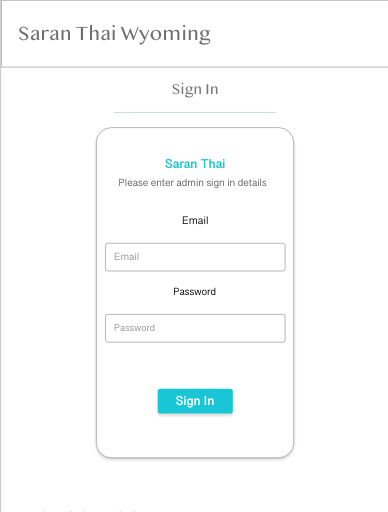 Saran Thai Wyoming
Sign In
Saran Thai
Please enter admin sign in details
Email
Email
Password
Password
Sign In